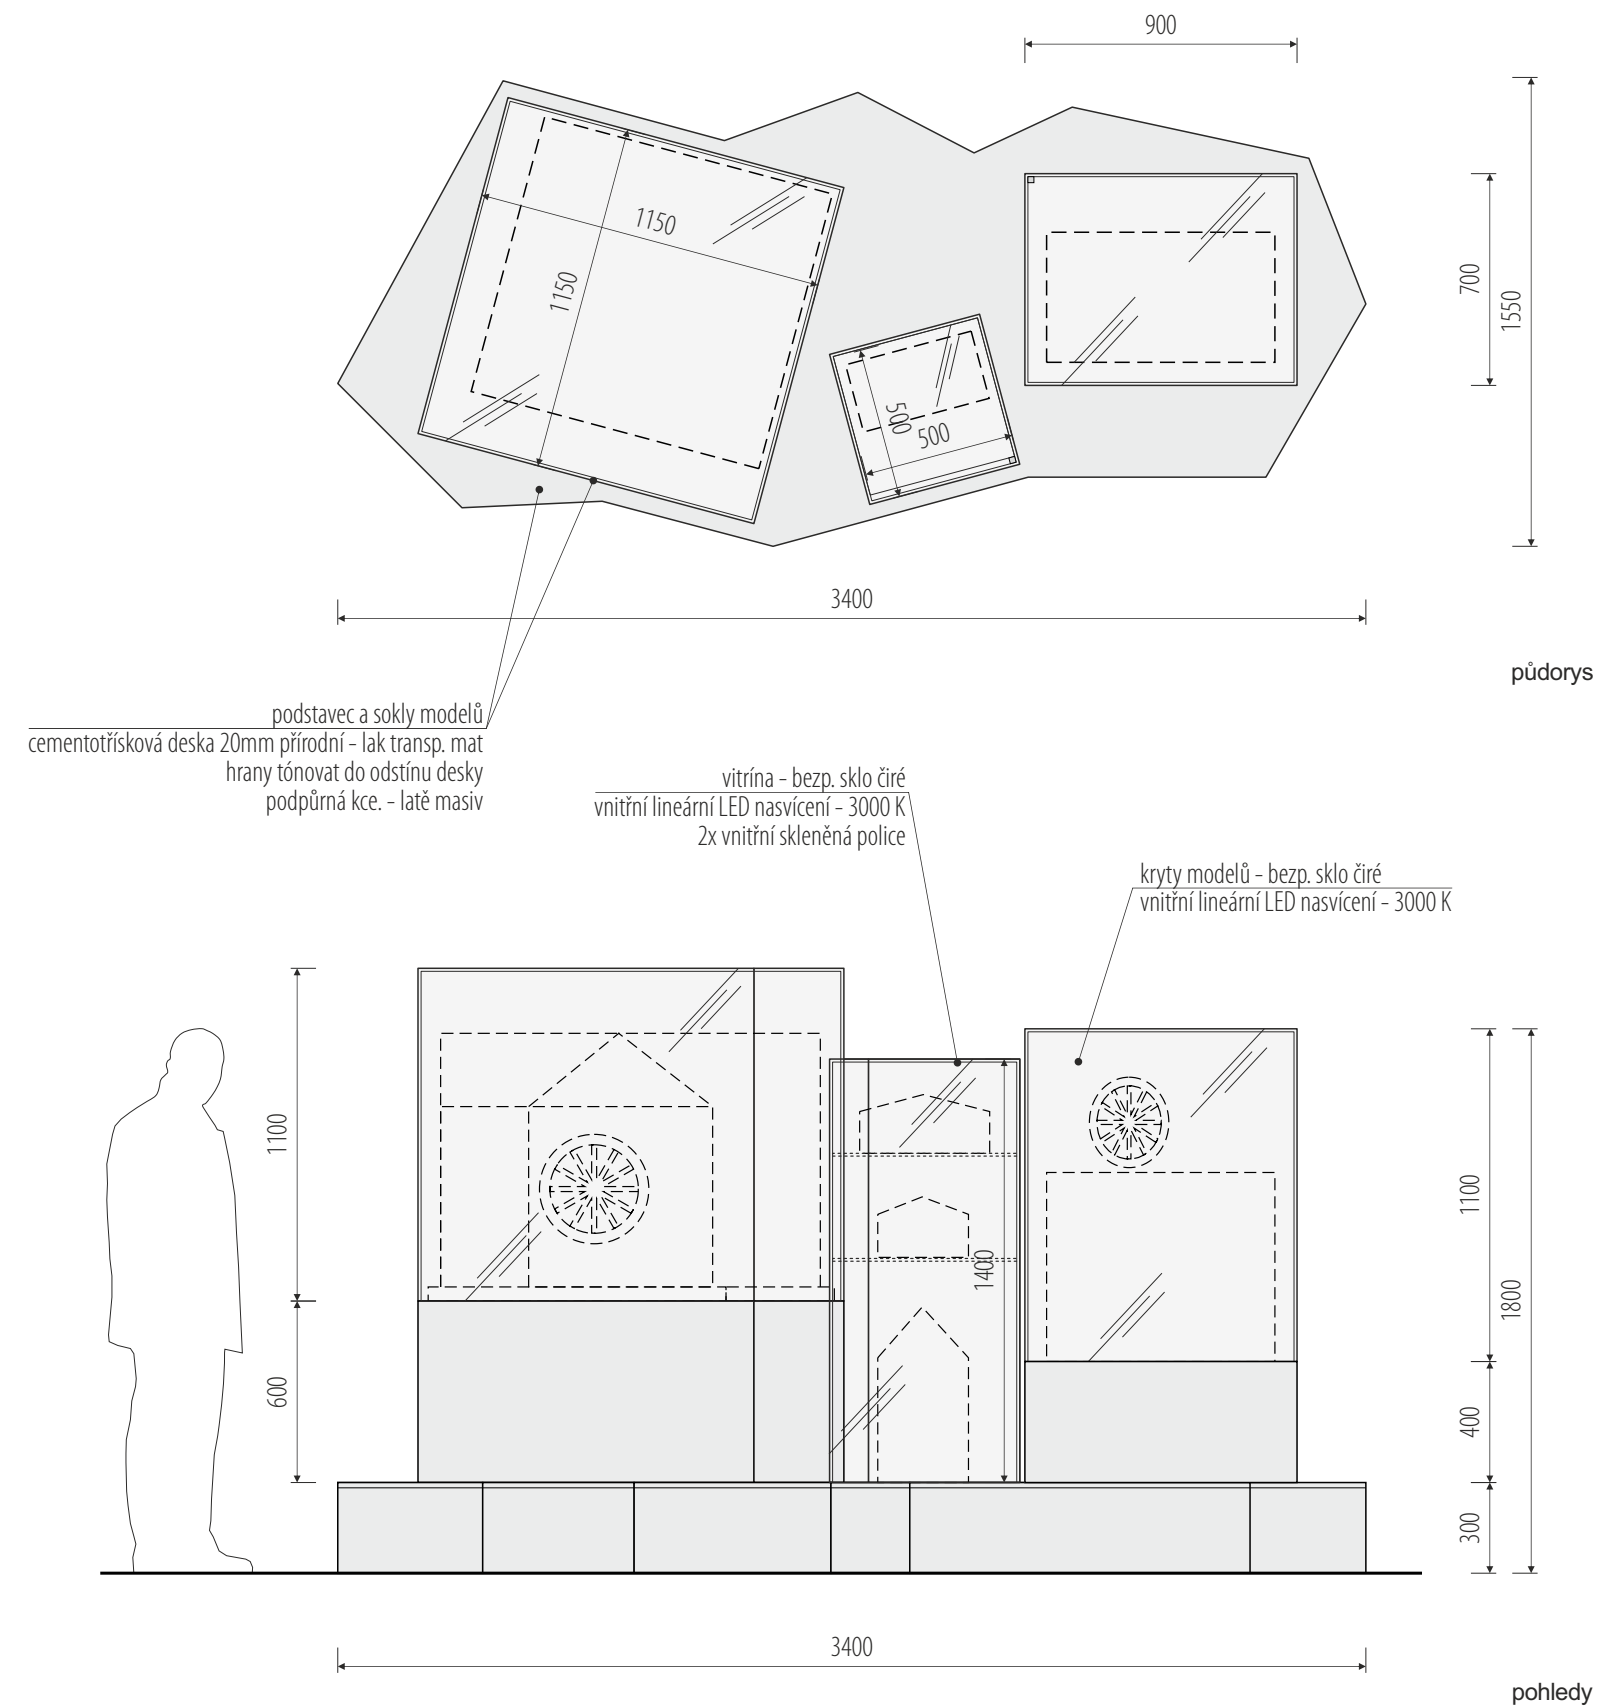 900
1150
1150
700
1550
500
500
3400
půdorys
podstavec a sokly modelů
cementotřísková deska 20mm přírodní - lak transp. mat
hrany tónovat do odstínu desky
podpůrná kce. - latě masiv
vitrína - bezp. sklo čiré
vnitřní lineární LED nasvícení - 3000 K
2x vnitřní skleněná police
kryty modelů - bezp. sklo čiré
vnitřní lineární LED nasvícení - 3000 K
1100
600
1400
1100
400
300
1800
3400
pohledy